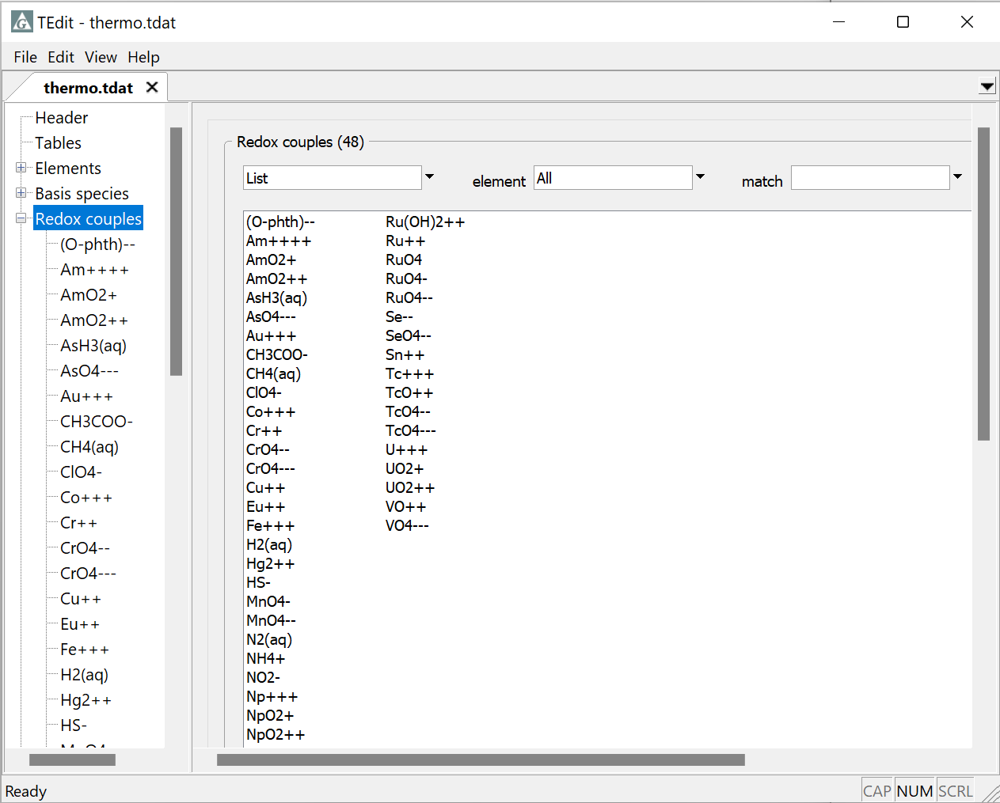 TEdit - thermo.tdat
File Edit View Help
thermo.tdat
Header
Tables
Elements
Basis species
Redox couples
(O-phth)--
Am++++
AmO2+
AmO2++
AsH3(aq)
AsO4---
Au+++
CH3COO-
CH4(aq)
ClO4-
Co+++
Cr++
CrO4--
CrO4---
Cu++
Eu++
Fe+++
H2(aq)
Hg2++
HS-
Redox couples (48)
List element All match
(O-phth)--
Am++++
AmO2+
AmO2++
AsH3(aq)
AsO4---
Au+++
CH3COO-
CH4(aq)
ClO4-
Co+++
Cr++
CrO4--
CrO4---
Cu++
Eu++
Fe+++
H2(aq)
Hg2++
HS-
MnO4-
MnO4--
N2(aq)
NH4+
NO2-
Np+++
NpO2+
NpO2++
Ru(OH)2++
Ru++
RuO4
RuO4-
RuO4--
Se--
SeO4--
Sn++
Tc+++
TcO++
TcO4--
TcO4---
U+++
UO2+
UO2++
VO++
VO4---
Ready
CAP NUM SCRL